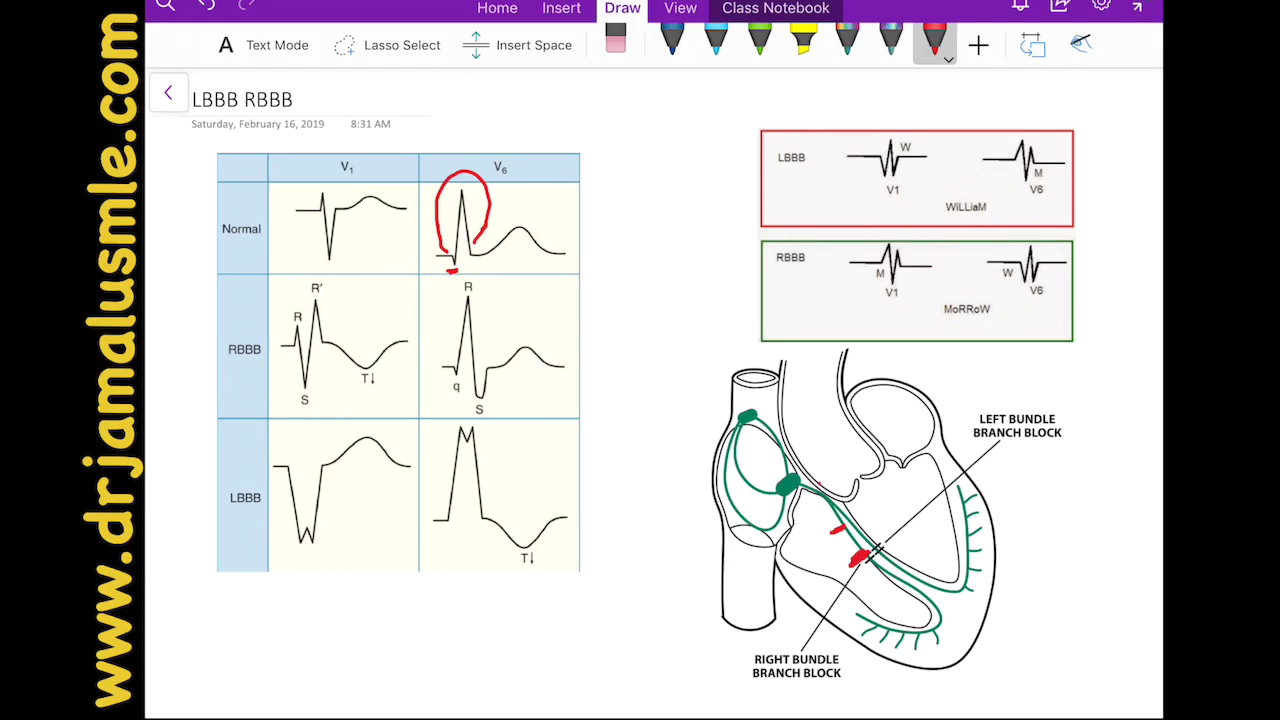 www.drjamalusmle.com
Home Insert Draw View Class Notebook
A Text Mode Lasso Select Insert Space
LBBB RBBB
Saturday, February 16, 2019 8:31 AM
V1 V6
Normal
RBBB
R R' S T↓
R q S
LBBB
T↓
LBBB W M
V1 V6
WiLLiaM
RBBB M W
V1 V6
MoRRoW
LEFT BUNDLE
BRANCH BLOCK
RIGHT BUNDLE
BRANCH BLOCK